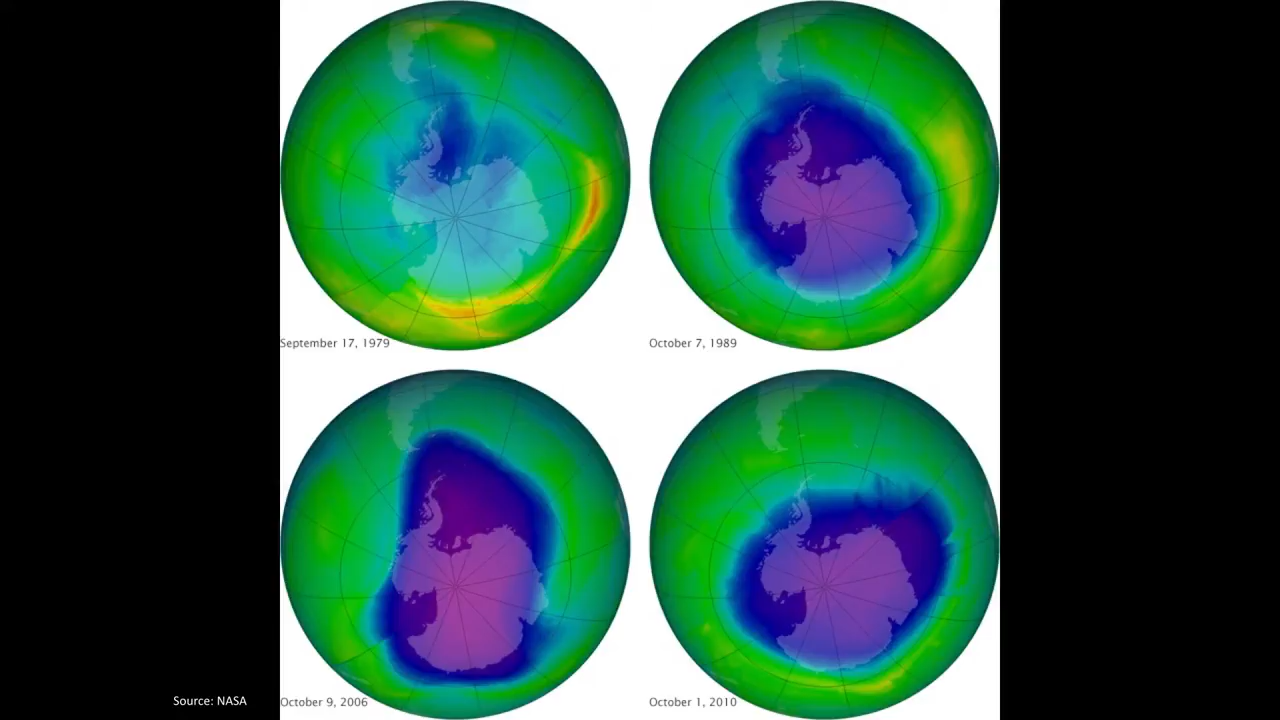 September 17, 1979
October 7, 1989
October 9, 2006
October 1, 2010
Source: NASA